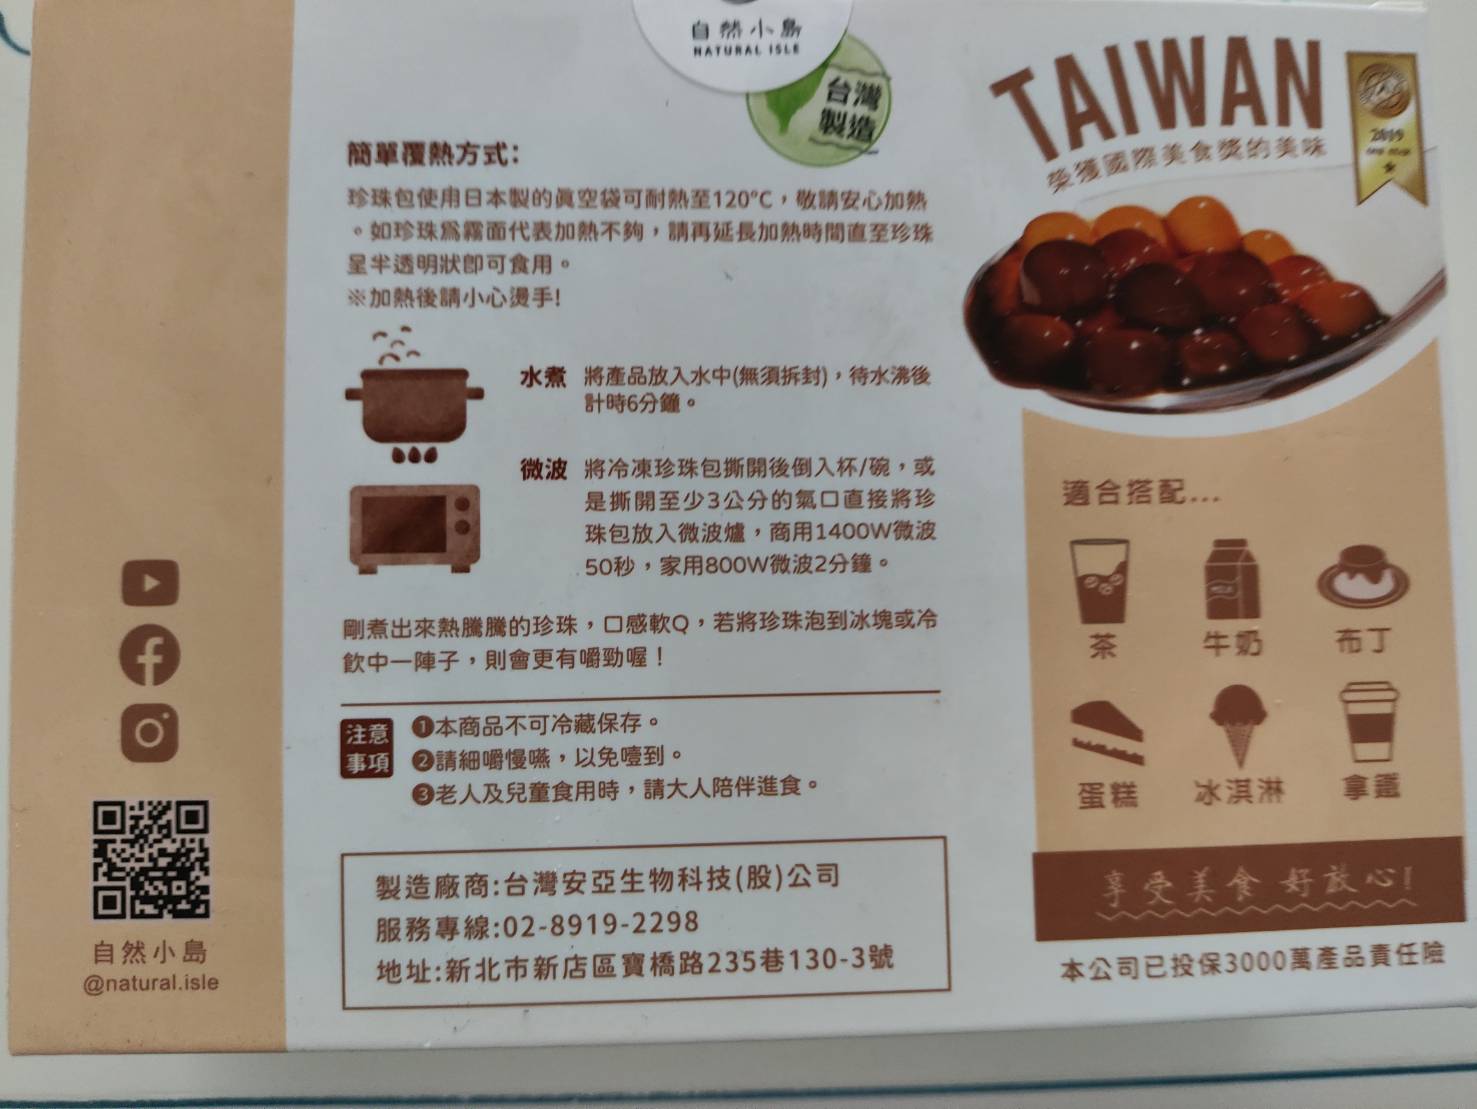 自然小島
NATURAL ISLE
台灣
製造
簡單覆熱方式:
珍珠包使用日本製的眞空袋可耐熱至120°C,敬請安心加熱
。如珍珠爲霧面代表加熱不夠,請再延長加熱時間直至珍珠
呈半透明狀卽可食用。
※加熱後請小心燙手!
水煮 將產品放入水中(無須拆封),待水沸後
計時6分鐘。
微波 將冷凍珍珠包撕開後倒入杯/碗,或
是撕開至少3公分的氣口直接將珍
珠包放入微波爐,商用1400W微波
50秒,家用800W微波2分鐘。
剛煮出來熱騰騰的珍珠,口感軟Q,若將珍珠泡到冰塊或冷
飲中一陣子,則會更有嚼勁喔!
注意
事項
❶本商品不可冷藏保存。
❷請細嚼慢嚥,以免噎到。
❸老人及兒童食用時,請大人陪伴進食。
製造廠商:台灣安亞生物科技(股)公司
服務專線:02-8919-2298
地址:新北市新店區寶橋路235巷130-3號
自然小島
@natural.isle
TAIWAN
榮獲國際美食獎的美味
2019
適合搭配...
MILK
茶
牛奶
布丁
蛋糕
冰淇淋
拿鐵
享受美食 好放心!
本公司已投保3000萬產品責任險